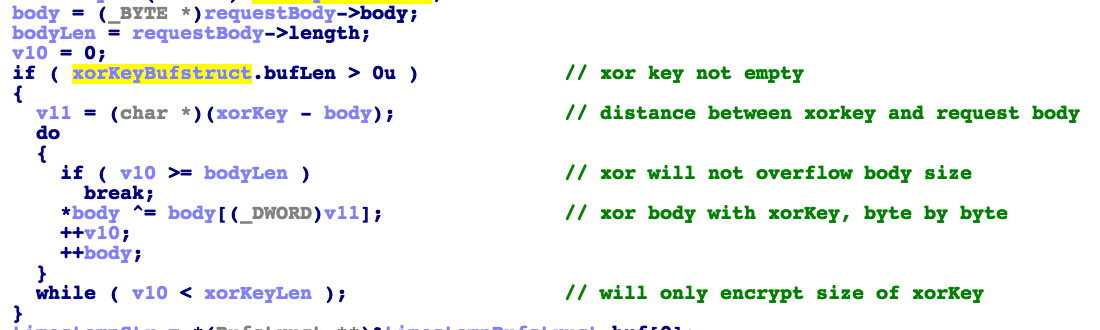 body = (_BYTE *)requestBody->body;
bodyLen = requestBody->length;
v10 = 0;
if ( xorKeyBufstruct.bufLen > 0u ) // xor key not empty
{
v11 = (char *)(xorKey - body); // distance between xorkey and request body
do
{
if ( v10 >= bodyLen ) // xor will not overflow body size
break;
*body ^= body[(_DWORD)v11]; // xor body with xorKey, byte by byte
++v10;
++body;
}
while ( v10 < xorKeyLen ); // will only encrypt size of xorKey
}